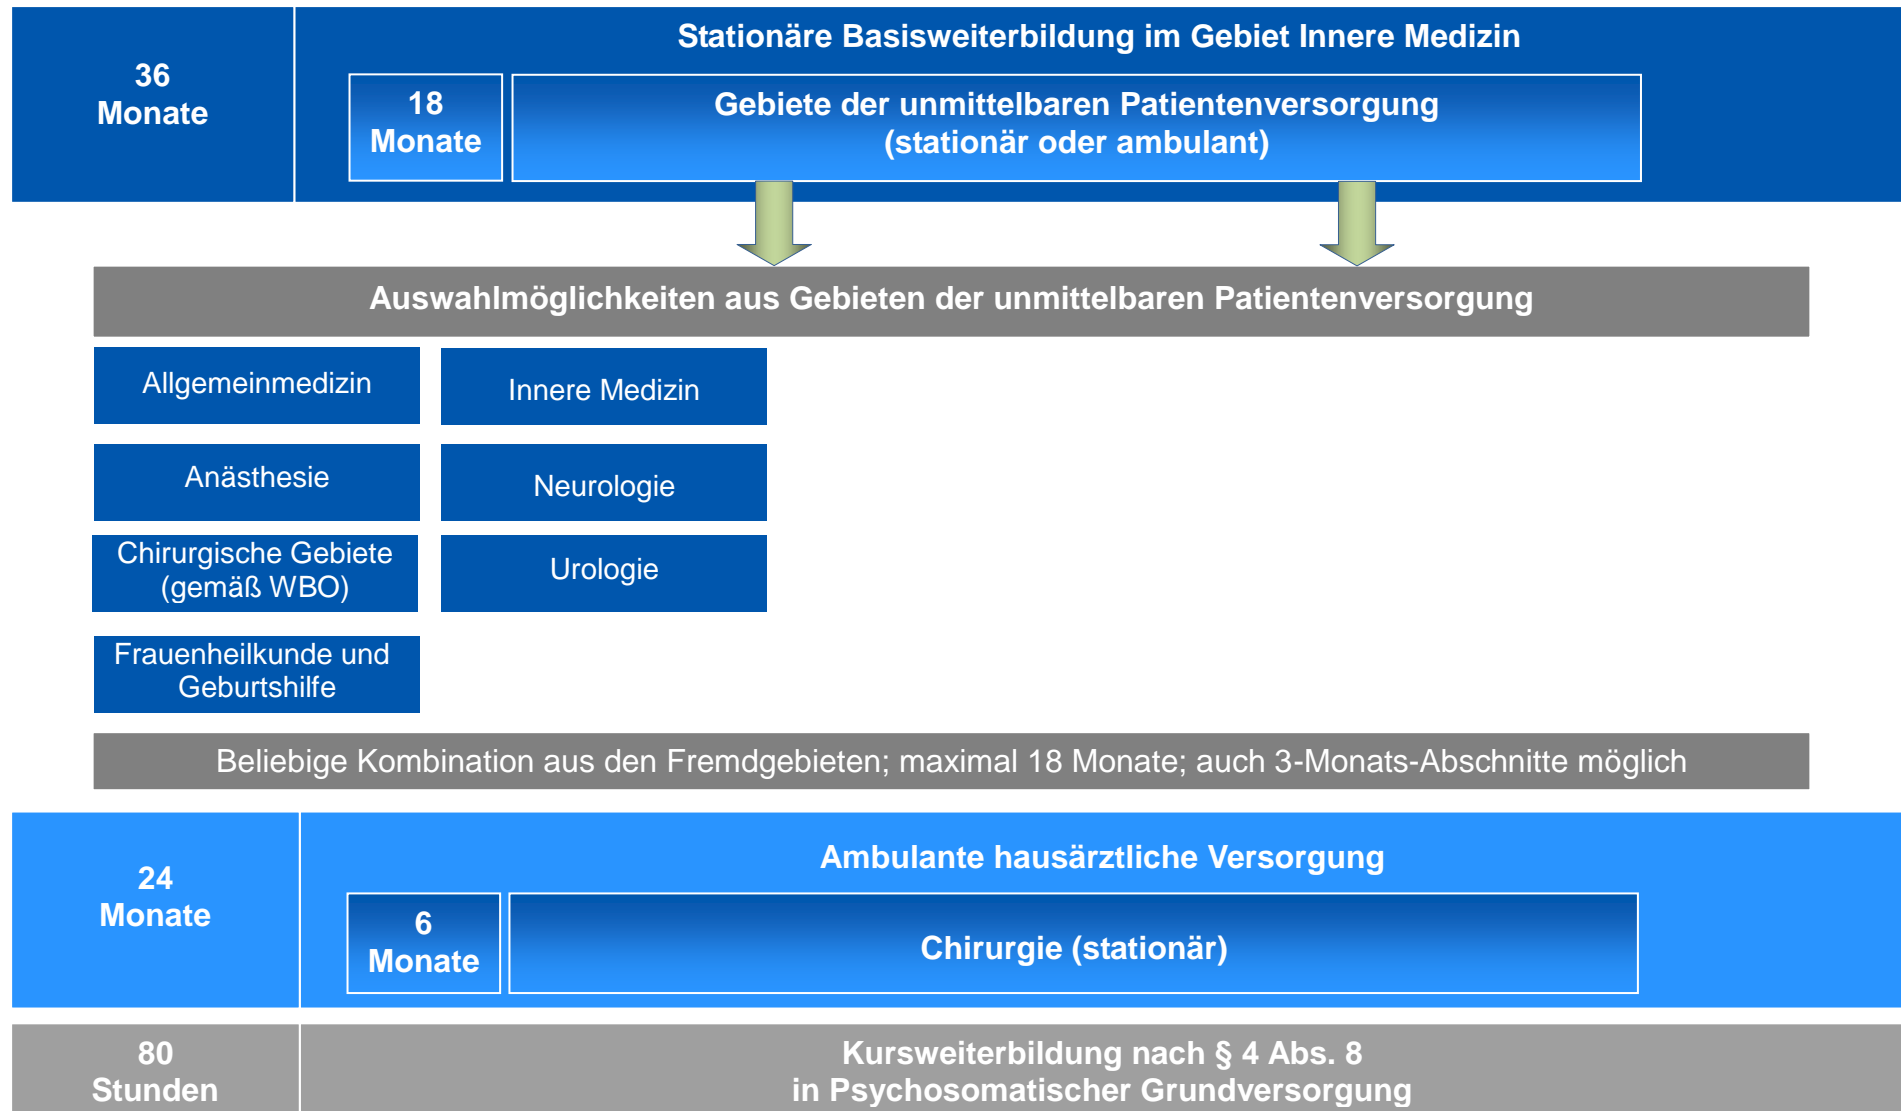 36
Monate
Stationäre Basisweiterbildung im Gebiet Innere Medizin
18
Monate
Gebiete der unmittelbaren Patientenversorgung
(stationär oder ambulant)
Auswahlmöglichkeiten aus Gebieten der unmittelbaren Patientenversorgung
Allgemeinmedizin
Innere Medizin
Anästhesie
Neurologie
Chirurgische Gebiete
(gemäß WBO)
Urologie
Frauenheilkunde und
Geburtshilfe
Beliebige Kombination aus den Fremdgebieten; maximal 18 Monate; auch 3-Monats-Abschnitte möglich
24
Monate
Ambulante hausärztliche Versorgung
6
Monate
Chirurgie (stationär)
80
Stunden
Kursweiterbildung nach § 4 Abs. 8
in Psychosomatischer Grundversorgung